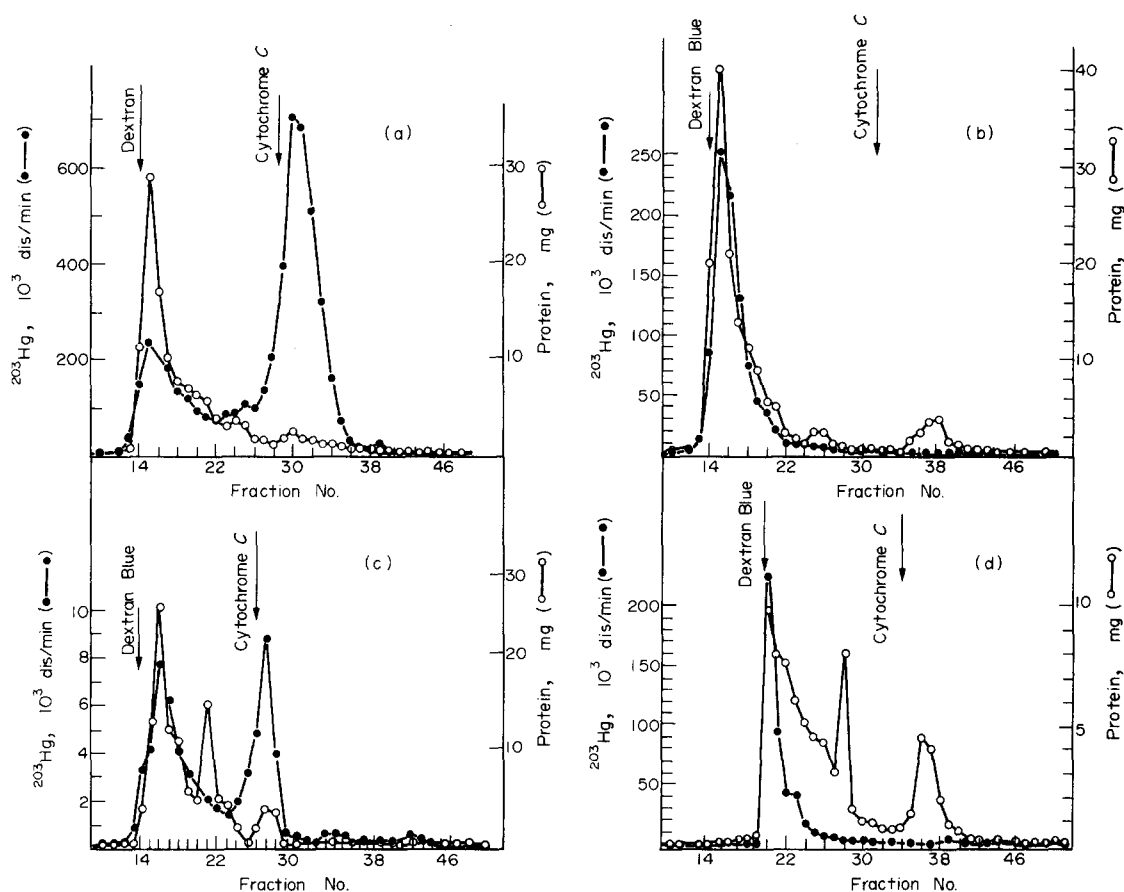 (a)
Dextran
Cytochrome C
²⁰³Hg, 10³ dis/min (●—●)
600
400
200
Protein, mg (○—○)
30
20
10
14 22 30 38 46
Fraction No.
(b)
Dextran Blue
Cytochrome C
²⁰³Hg, 10³ dis/min (●—●)
250
200
150
100
50
Protein, mg (○—○)
40
30
20
10
14 22 30 38 46
Fraction No.
(c)
Dextran Blue
Cytochrome C
²⁰³Hg, 10³ dis/min (●—●)
10
8
6
4
2
Protein, mg (○—○)
30
20
10
14 22 30 38 46
Fraction No.
(d)
Dextran Blue
Cytochrome C
²⁰³Hg, 10³ dis/min (●—●)
200
150
100
50
Protein, mg (○—○)
10
5
14 22 30 38 46
Fraction No.